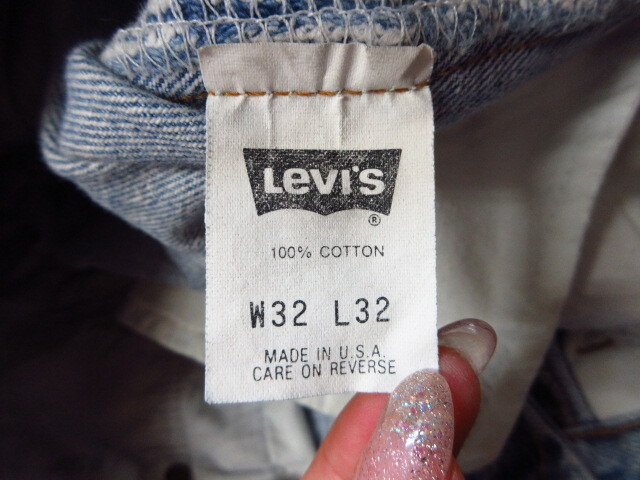 Levi's ®
100% COTTON
W32 L32
MADE IN U.S.A.
CARE ON REVERSE